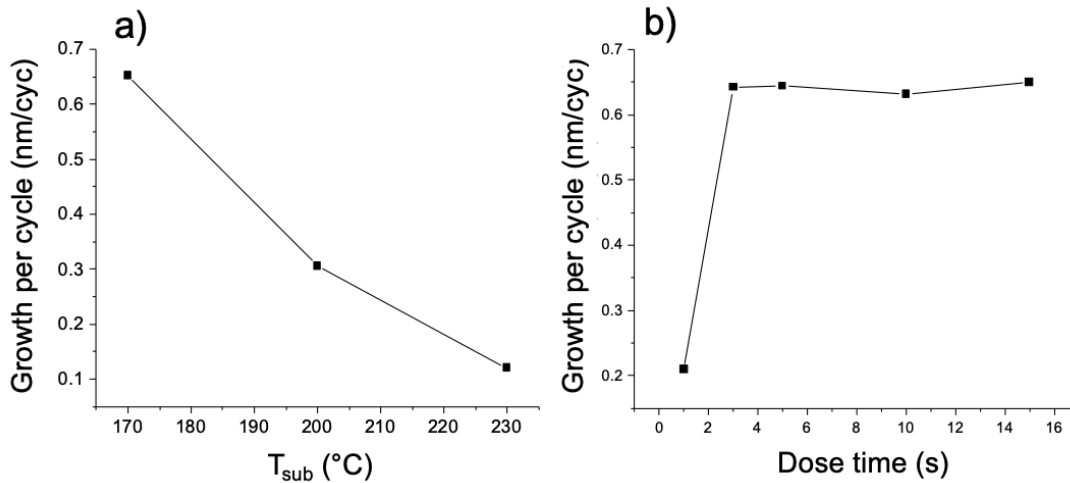 a)
Growth per cycle (nm/cyc)
0.7
0.6
0.5
0.4
0.3
0.2
0.1
170 180 190 200 210 220 230
T_sub (°C)
b)
Growth per cycle (nm/cyc)
0.7
0.6
0.5
0.4
0.3
0.2
0 2 4 6 8 10 12 14 16
Dose time (s)